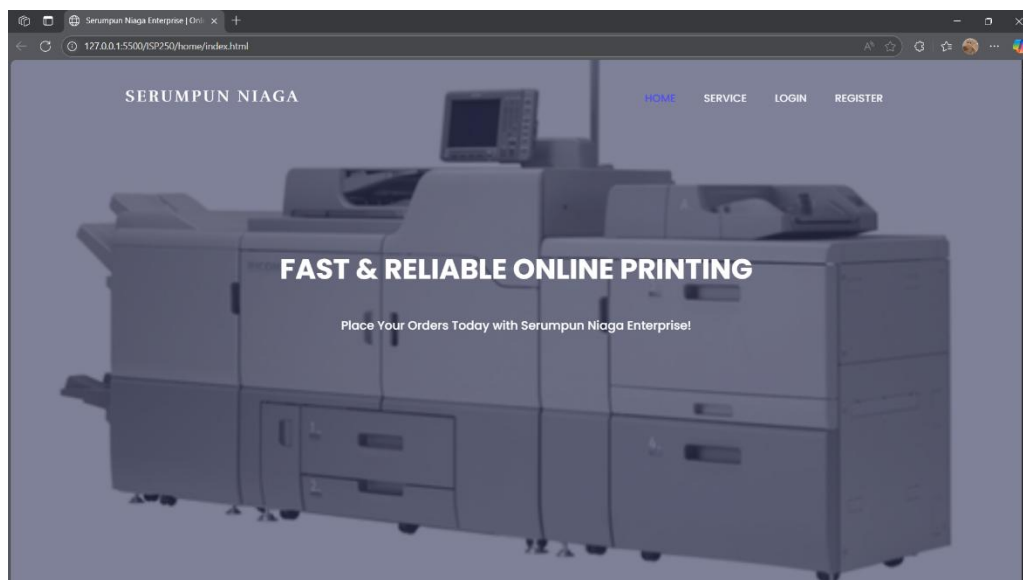 Serumpun Niaga Enterprise | Onli
127.0.0.1:5500/ISP250/home/index.html
SERUMPUN NIAGA
HOME SERVICE LOGIN REGISTER
FAST & RELIABLE ONLINE PRINTING
Place Your Orders Today with Serumpun Niaga Enterprise!